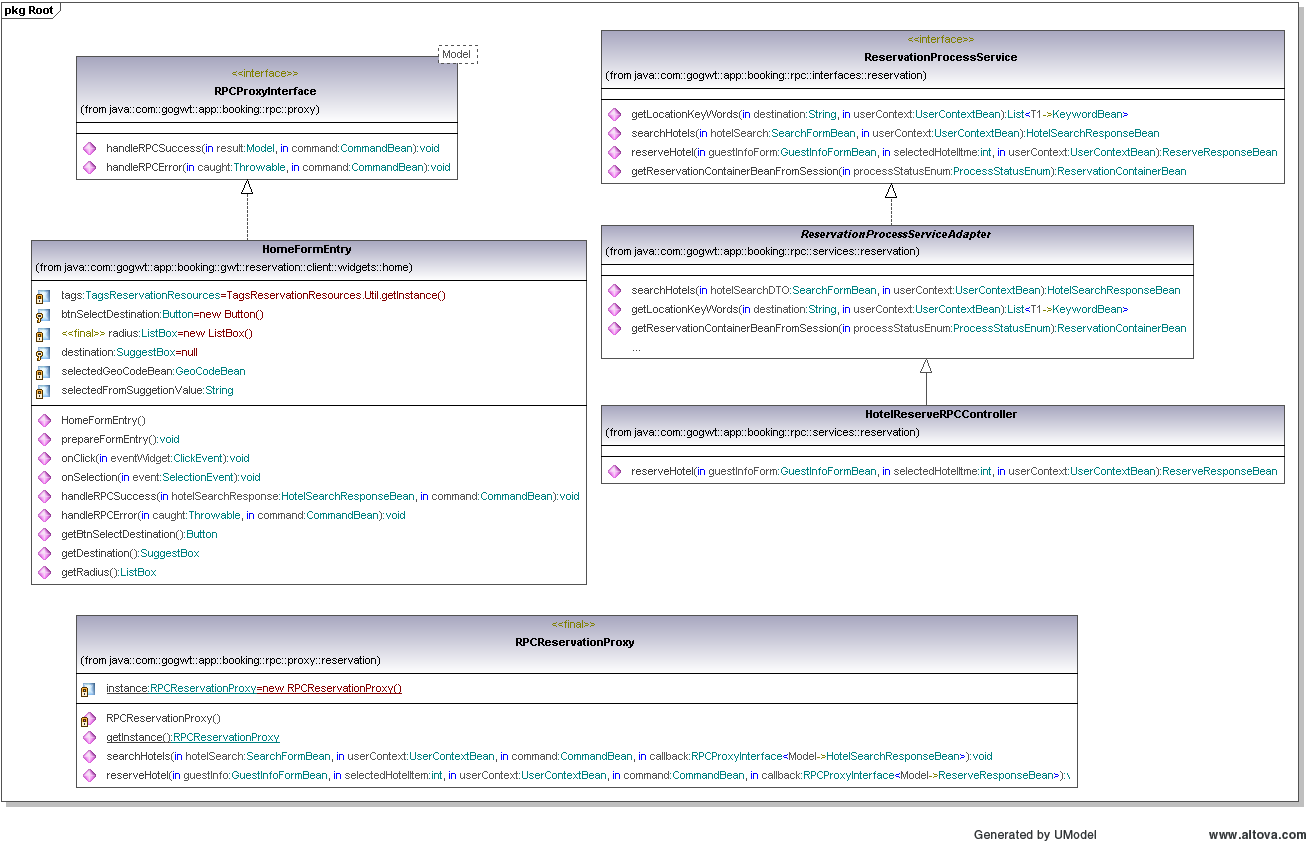 pkg Root
Model
<<interface>>
RPCProxyInterface
(from java::com::gogwt::app::booking::rpc::proxy)
handleRPCSuccess(in result:Model, in command:CommandBean):void
handleRPCError(in caught:Throwable, in command:CommandBean):void
<<interface>>
ReservationProcessService
(from java::com::gogwt::app::booking::rpc::interfaces::reservation)
getLocationKeyWords(in destination:String, in userContext:UserContextBean):List<T1->KeywordBean>
searchHotels(in hotelSearch:SearchFormBean, in userContext:UserContextBean):HotelSearchResponseBean
reserveHotel(in guestInfoForm:GuestInfoFormBean, in selectedHotelItme:int, in userContext:UserContextBean):ReserveResponseBean
getReservationContainerBeanFromSession(in processStatusEnum:ProcessStatusEnum):ReservationContainerBean
HomeFormEntry
(from java::com::gogwt::app::booking::gwt::reservation::client::widgets::home)
tags:TagsReservationResources=TagsReservationResources.Util.getInstance()
btnSelectDestination:Button=new Button()
<<final>> radius:ListBox=new ListBox()
destination:SuggestBox=null
selectedGeoCodeBean:GeoCodeBean
selectedFromSuggetionValue:String
HomeFormEntry()
prepareFormEntry():void
onClick(in eventWidget:ClickEvent):void
onSelection(in event:SelectionEvent):void
handleRPCSuccess(in hotelSearchResponse:HotelSearchResponseBean, in command:CommandBean):void
handleRPCError(in caught:Throwable, in command:CommandBean):void
getBtnSelectDestination():Button
getDestination():SuggestBox
getRadius():ListBox
ReservationProcessServiceAdapter
(from java::com::gogwt::app::booking::rpc::services::reservation)
searchHotels(in hotelSearchDTO:SearchFormBean, in userContext:UserContextBean):HotelSearchResponseBean
getLocationKeyWords(in destination:String, in userContext:UserContextBean):List<T1->KeywordBean>
getReservationContainerBeanFromSession(in processStatusEnum:ProcessStatusEnum):ReservationContainerBean
...
HotelReserveRPCController
(from java::com::gogwt::app::booking::rpc::services::reservation)
reserveHotel(in guestInfoForm:GuestInfoFormBean, in selectedHotelItme:int, in userContext:UserContextBean):ReserveResponseBean
<<final>>
RPCReservationProxy
(from java::com::gogwt::app::booking::rpc::proxy::reservation)
instance:RPCReservationProxy=new RPCReservationProxy()
RPCReservationProxy()
getInstance():RPCReservationProxy
searchHotels(in hotelSearch:SearchFormBean, in userContext:UserContextBean, in command:CommandBean, in callback:RPCProxyInterface<Model->HotelSearchResponseBean>):void
reserveHotel(in guestInfo:GuestInfoFormBean, in selectedHotelItem:int, in userContext:UserContextBean, in command:CommandBean, in callback:RPCProxyInterface<Model->ReserveResponseBean>):v
Generated by UModel
www.altova.com